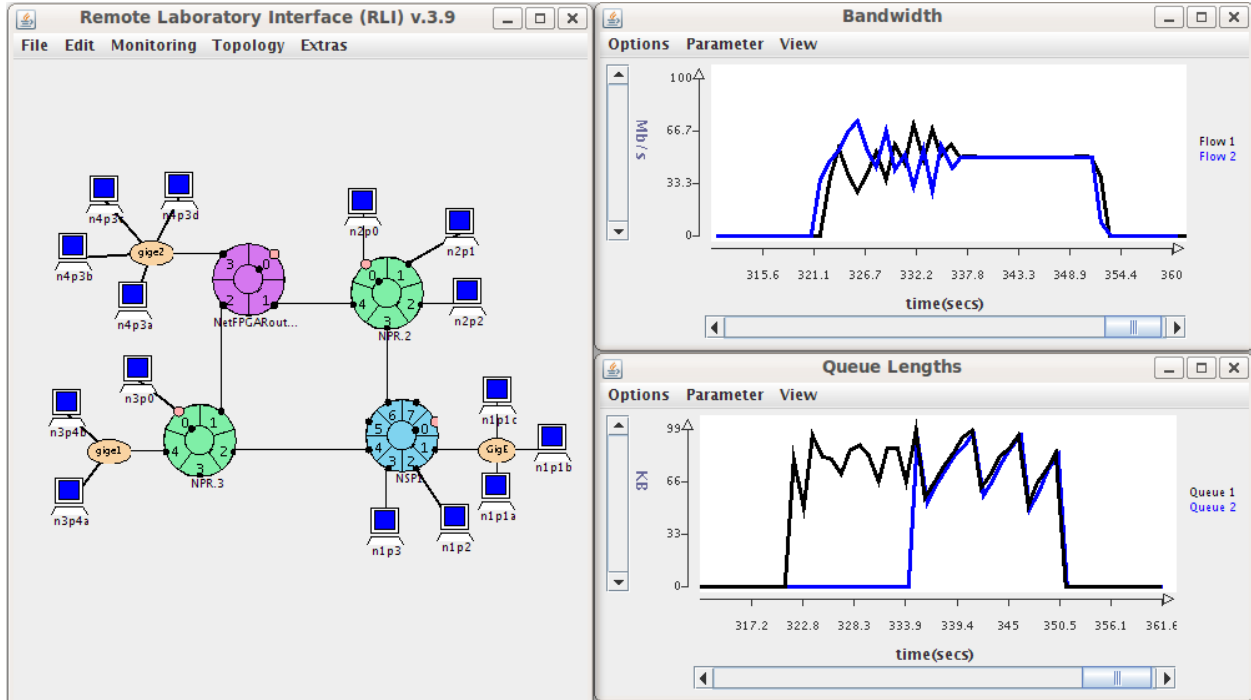 Remote Laboratory Interface (RLI) v.3.9
File Edit Monitoring Topology Extras
n4p3c
n4p3d
n4p3b
gige2
n4p3a
3 0
2 1
NetFPGARout...
n2p0
n2p1
0 1
4 2
3
NPR.2
n2p2
n3p0
n3p4b
gige1
n3p4a
0 1
4 2
3
NPR.3
6 7
5 0
4 1
3 2
NSP1
n1p1c
GigE
n1p1b
n1p1a
n1p3
n1p2
Bandwidth
Options Parameter View
Mb/s
100
66.7
33.3
0
Flow 1
Flow 2
315.6 321.1 326.7 332.2 337.8 343.3 348.9 354.4 360
time(secs)
Queue Lengths
Options Parameter View
KB
99
66
33
0
Queue 1
Queue 2
317.2 322.8 328.3 333.9 339.4 345 350.5 356.1 361.6
time(secs)